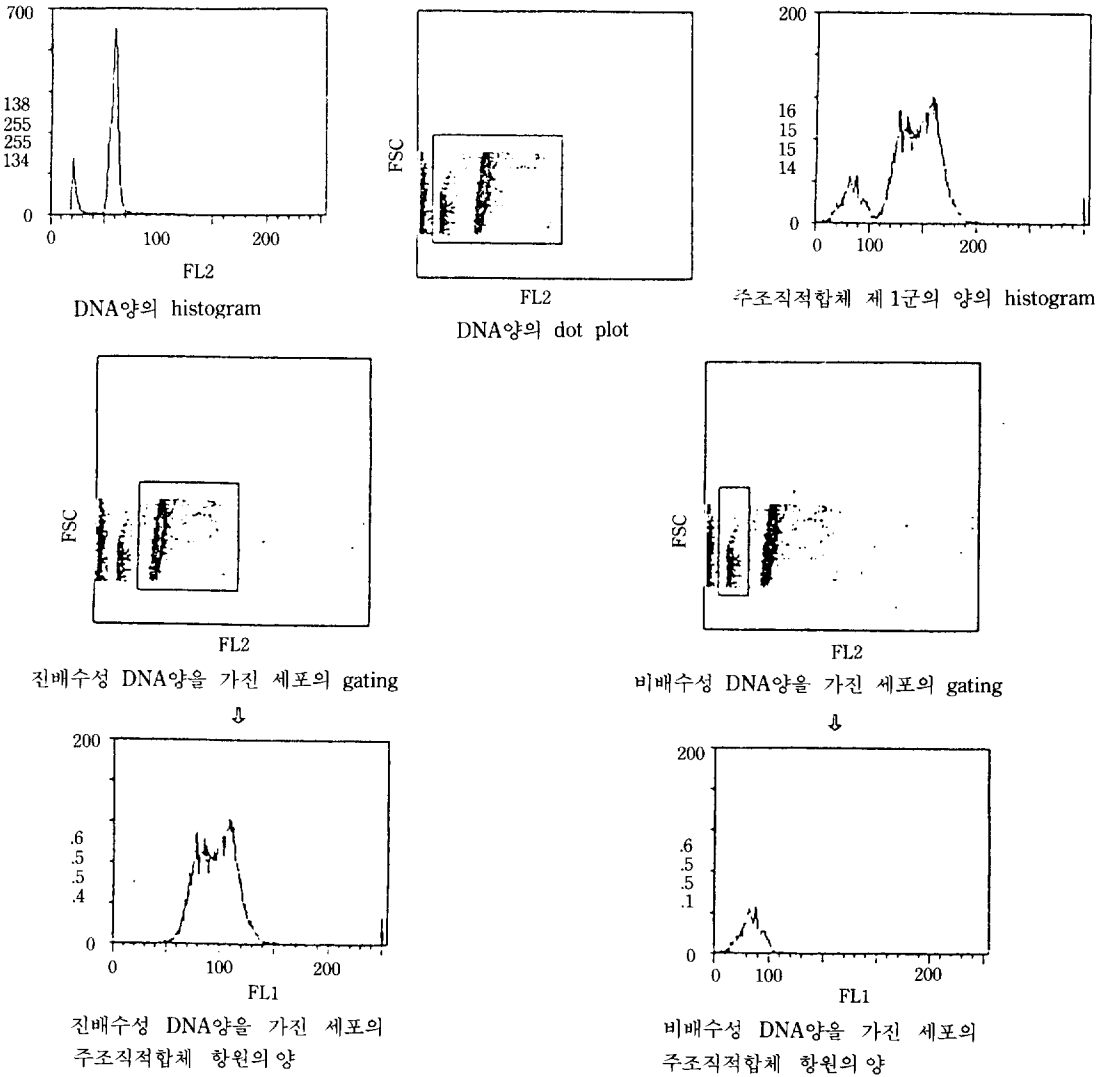 700
138
255
255
134
0
0
100
200
FL2
DNA양의 histogram
FSC
FL2
DNA양의 dot plot
200
16
15
15
14
0
0
100
200
주조직적합체 제 1군의 양의 histogram
FSC
FL2
진배수성 DNA양을 가진 세포의 gating
⇩
FSC
FL2
비배수성 DNA양을 가진 세포의 gating
⇩
200
.6
.5
.5
.4
0
0
100
200
FL1
진배수성 DNA양을 가진 세포의
주조직적합체 항원의 양
200
.6
.5
.5
.1
0
0
100
200
FL1
비배수성 DNA양을 가진 세포의
주조직적합체 항원의 양